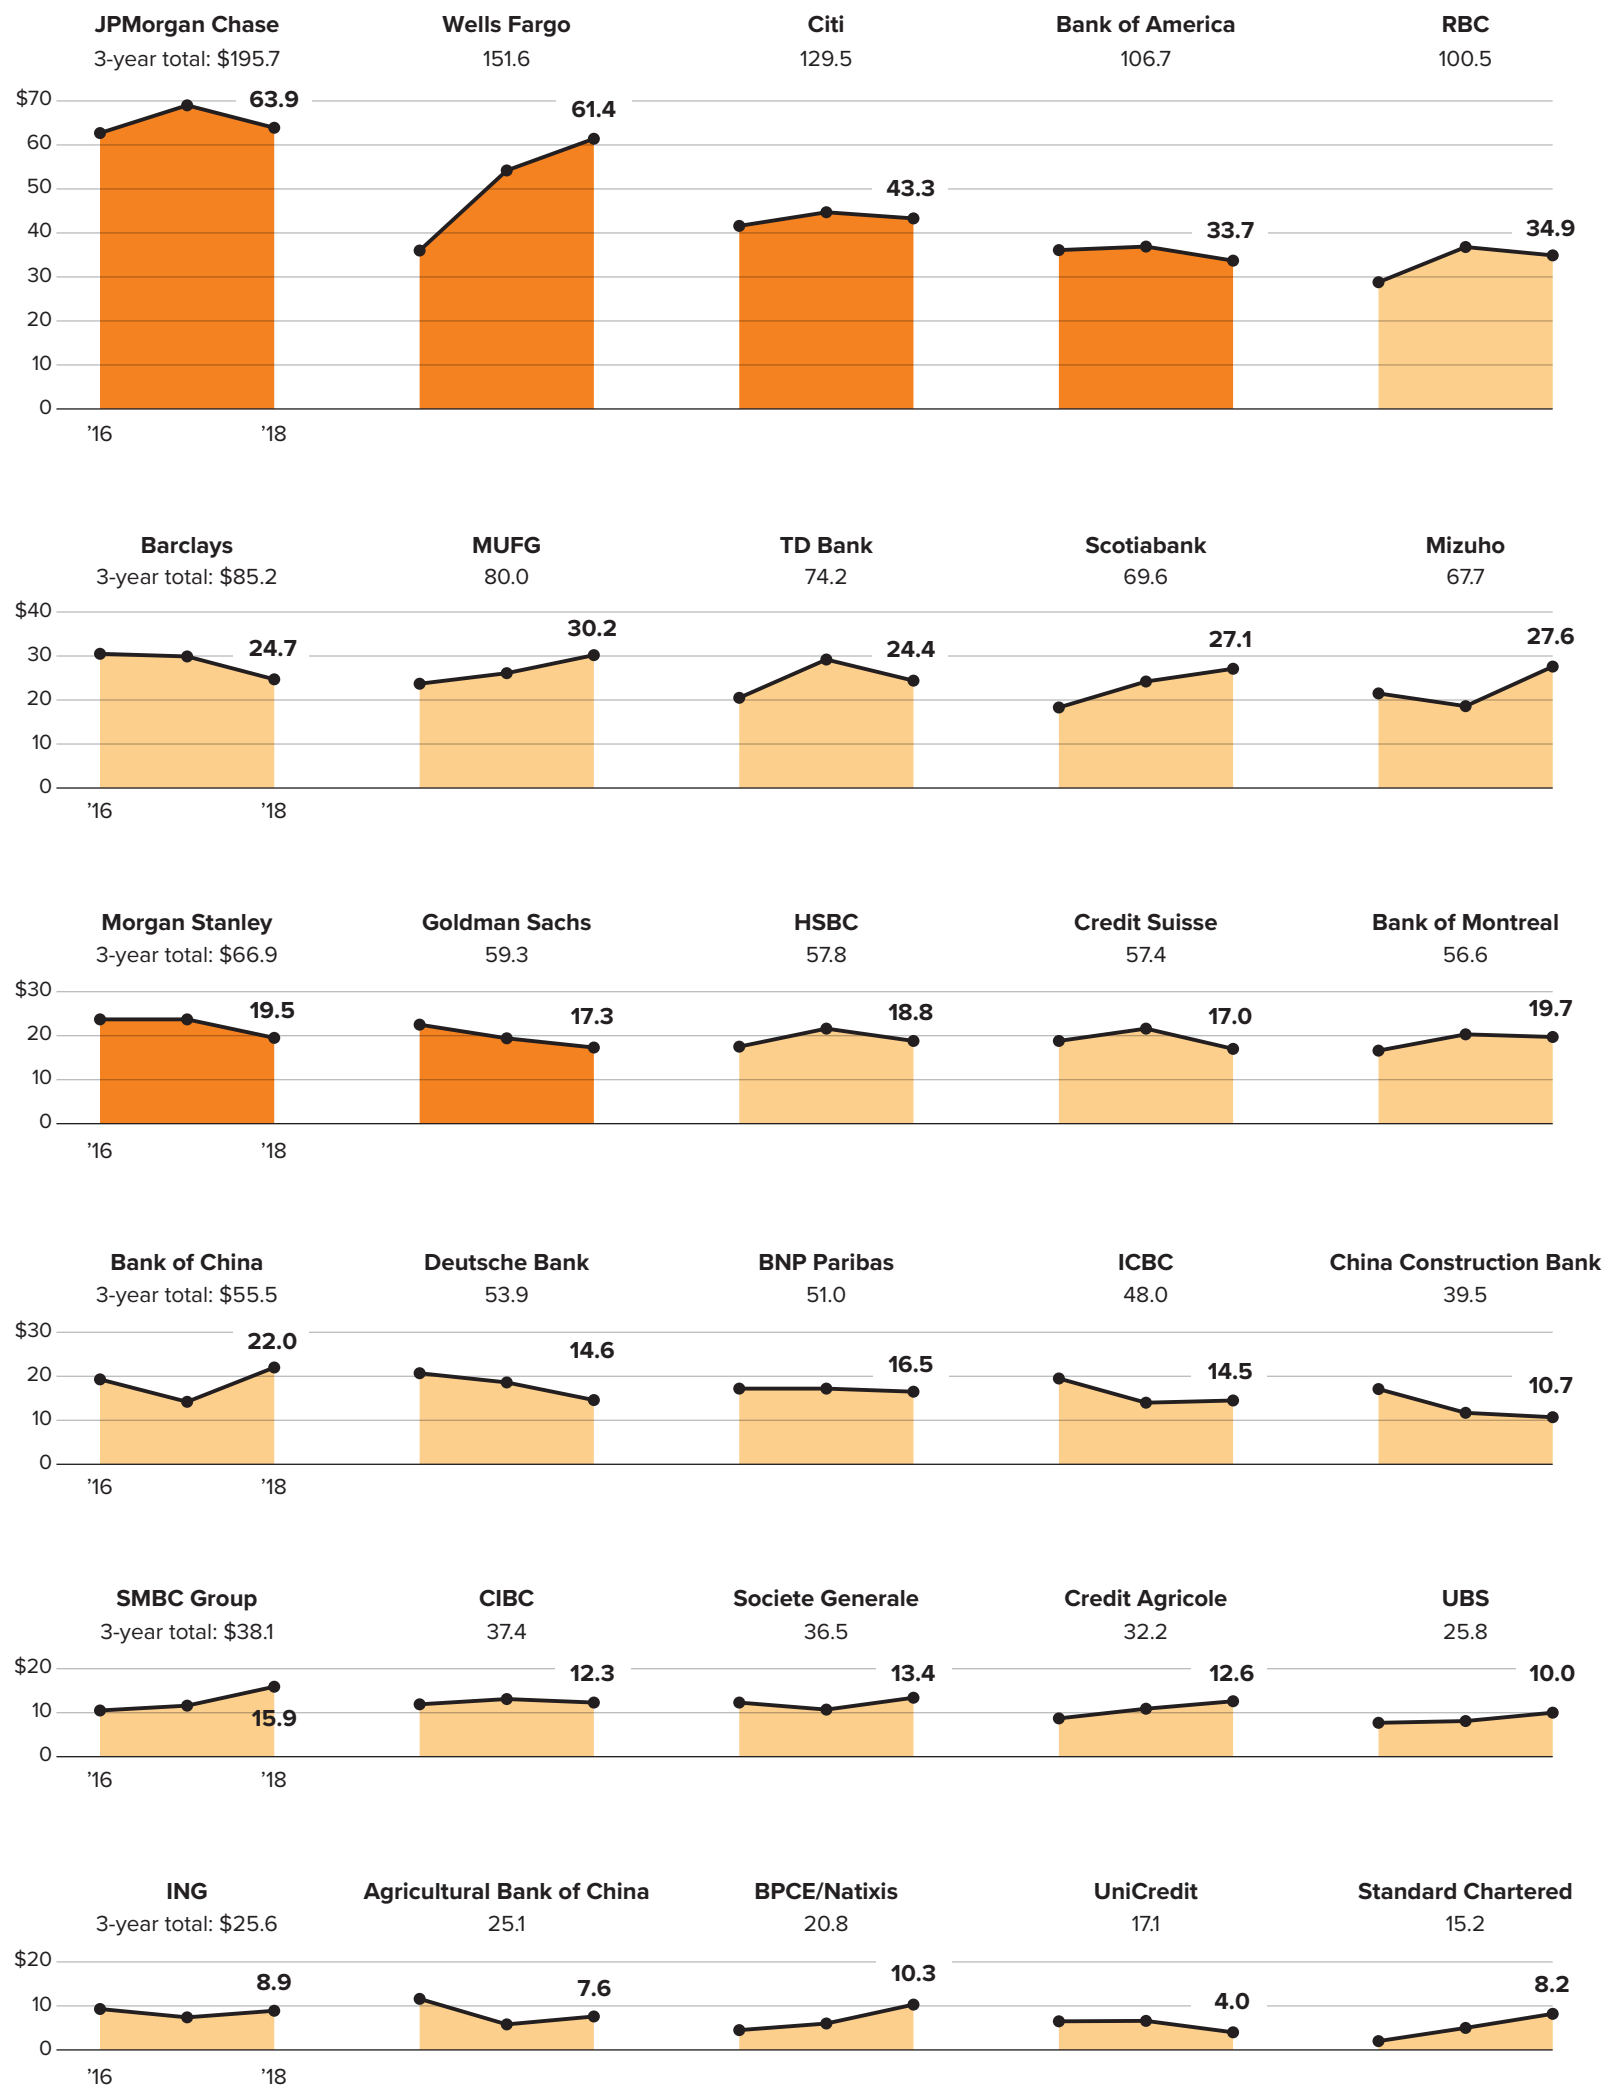 JPMorgan Chase Wells Fargo Citi Bank of America RBC
3-year total: $195.7 151.6 129.5 106.7 100.5
$70 63.9
61.4
60
50 43.3
40 33.7 34.9
30
20
10
0
’16 ’18
Barclays MUFG TD Bank Scotiabank Mizuho
3-year total: $85.2 80.0 74.2 69.6 67.7
$40
30.2
27.1 27.6
30 24.7 24.4
20
10
0
’16 ’18
Morgan Stanley Goldman Sachs HSBC Credit Suisse Bank of Montreal
3-year total: $66.9 59.3 57.8 57.4 56.6
$30
19.5 17.3 18.8 17.0 19.7
20
10
0
’16 ’18
Bank of China Deutsche Bank BNP Paribas ICBC China Construction Bank
3-year total: $55.5 53.9 51.0 48.0 39.5
$30
22.0 14.6
16.5
20 14.5
10.7
10
0
’16 ’18
SMBC Group CIBC Societe Generale Credit Agricole UBS
3-year total: $38.1 37.4 36.5 32.2 25.8
$20 12.3 13.4 12.6 10.0
10 15.9
0
’16 ’18
ING Agricultural Bank of China BPCE/Natixis UniCredit Standard Chartered
3-year total: $25.6 25.1 20.8 17.1 15.2
$20
10.3
8.9 7.6 8.2
10 4.0
0
’16 ’18